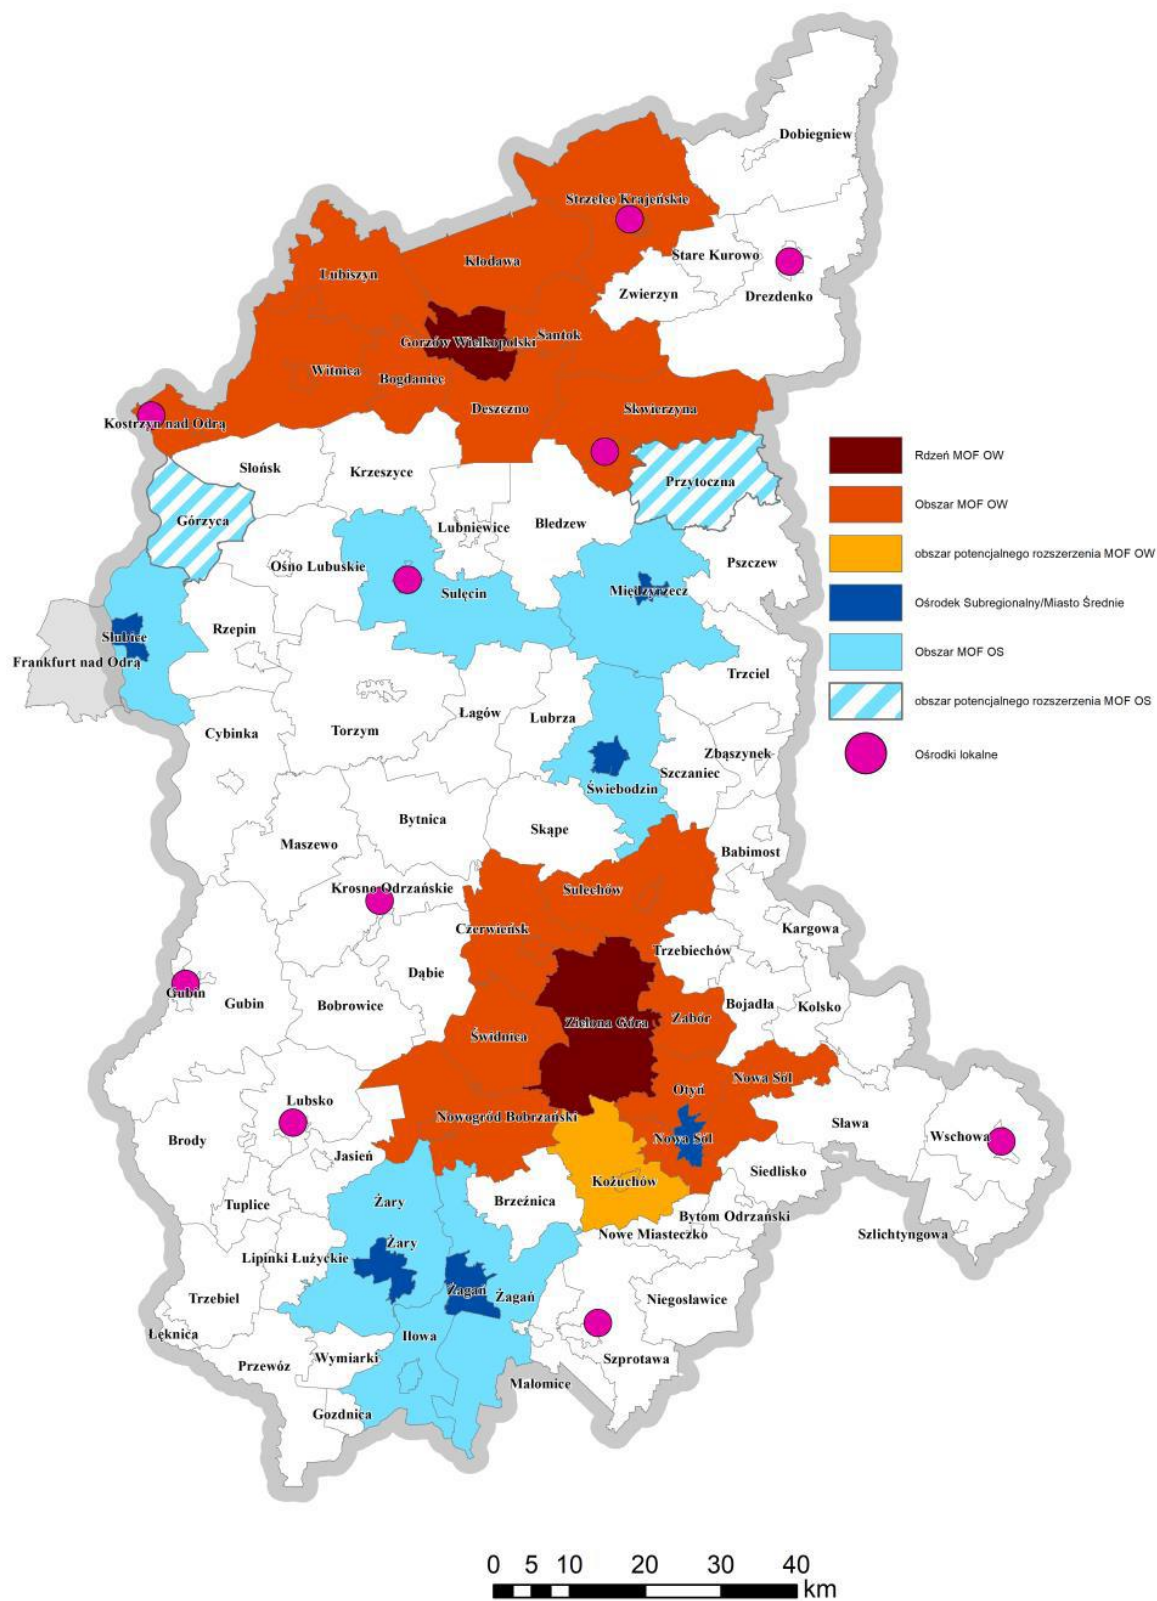 Dobiegniew
Strzelce Krajeńskie
Stare Kurowo
Kłodawa
Lubiszyn
Zwierzyn
Drezdenko
Santok
Gorzów Wielkopolski
Witnica
Bogdaniec
Deszczno
Skwierzyna
Kostrzyn nad Odrą
Rdzeń MOF OW
Słońsk
Krzeszyce
Przytoczna
Obszar MOF OW
Górzyca
Lubniewice
Bledzew
obszar potencjalnego rozszerzenia MOF OW
Ośno Lubuskie
Sulęcin
Międzyrzecz
Pszczew
Ośrodek Subregionalny/Miasto Średnie
Słubice
Rzepin
Obszar MOF OS
Frankfurt nad Odrą
Trzciel
obszar potencjalnego rozszerzenia MOF OS
Cybinka
Torzym
Łagów
Lubrza
Zbąszynek
Ośrodki lokalne
Szczaniec
Świebodzin
Bytnica
Skąpe
Maszewo
Babimost
Krosno Odrzańskie
Sulechów
Czerwieńsk
Kargowa
Trzebiechów
Dąbie
Gubin
Gubin
Bobrowice
Bojadła
Kolsko
Zielona Góra
Zabór
Świdnica
Nowa Sól
Otyń
Lubsko
Nowogród Bobrzański
Sława
Brody
Nowa Sól
Wschowa
Jasień
Siedlisko
Kożuchów
Żary
Brzeźnica
Tuplice
Bytom Odrzański
Nowe Miasteczko
Szlichtyngowa
Żary
Lipinki Łużyckie
Żagań
Żagań
Trzebiel
Niegosławice
Łęknica
Iłowa
Wymiarki
Szprotawa
Przewóz
Małomice
Gozdnica
0 5 10 20 30 40
km